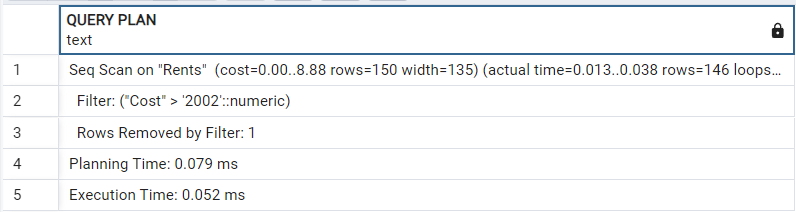 QUERY PLAN
text
1 Seq Scan on "Rents" (cost=0.00..8.88 rows=150 width=135) (actual time=0.013..0.038 rows=146 loops...
2 Filter: ("Cost" > '2002'::numeric)
3 Rows Removed by Filter: 1
4 Planning Time: 0.079 ms
5 Execution Time: 0.052 ms